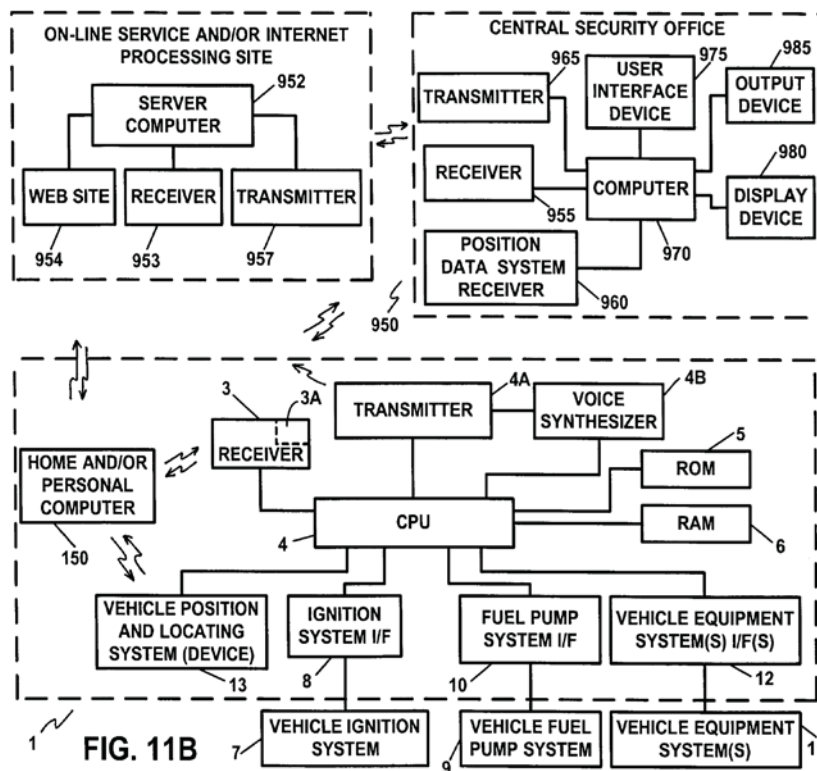 ON-LINE SERVICE AND/OR INTERNET
PROCESSING SITE
952
SERVER
COMPUTER
WEB SITE
RECEIVER
TRANSMITTER
954
953
957
CENTRAL SECURITY OFFICE
965
975
985
TRANSMITTER
USER
INTERFACE
DEVICE
OUTPUT
DEVICE
980
RECEIVER
955
COMPUTER
970
DISPLAY
DEVICE
POSITION
DATA SYSTEM
RECEIVER
960
950
3
3A
RECEIVER
4A
TRANSMITTER
4B
VOICE
SYNTHESIZER
5
ROM
HOME AND/OR
PERSONAL
COMPUTER
150
CPU
4
RAM
6
VEHICLE POSITION
AND LOCATING
SYSTEM (DEVICE)
13
IGNITION
SYSTEM I/F
8
FUEL PUMP
SYSTEM I/F
10
VEHICLE EQUIPMENT
SYSTEM(S) I/F(S)
12
1
FIG. 11B
7
VEHICLE IGNITION
SYSTEM
9
VEHICLE FUEL
PUMP SYSTEM
VEHICLE EQUIPMENT
SYSTEM(S)